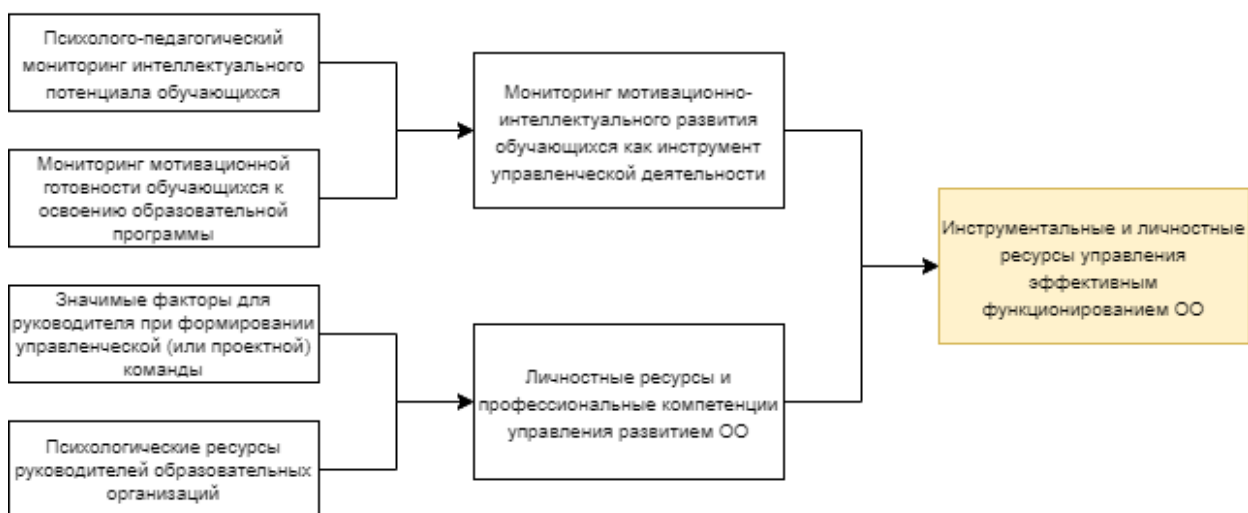 Психолого-педагогический
мониторинг интеллектуального
потенциала обучающихся
Мониторинг мотивационной
готовности обучающихся к
освоению образовательной
программы
Значимые факторы для
руководителя при формировании
управленческой (или проектной)
команды
Психологические ресурсы
руководителей образовательных
организаций
Мониторинг мотивационно-
интеллектуального развития
обучающихся как инструмент
управленческой деятельности
Личностные ресурсы и
профессиональные компетенции
управления развитием ОО
Инструментальные и личностные
ресурсы управления
эффективным
функционированием ОО